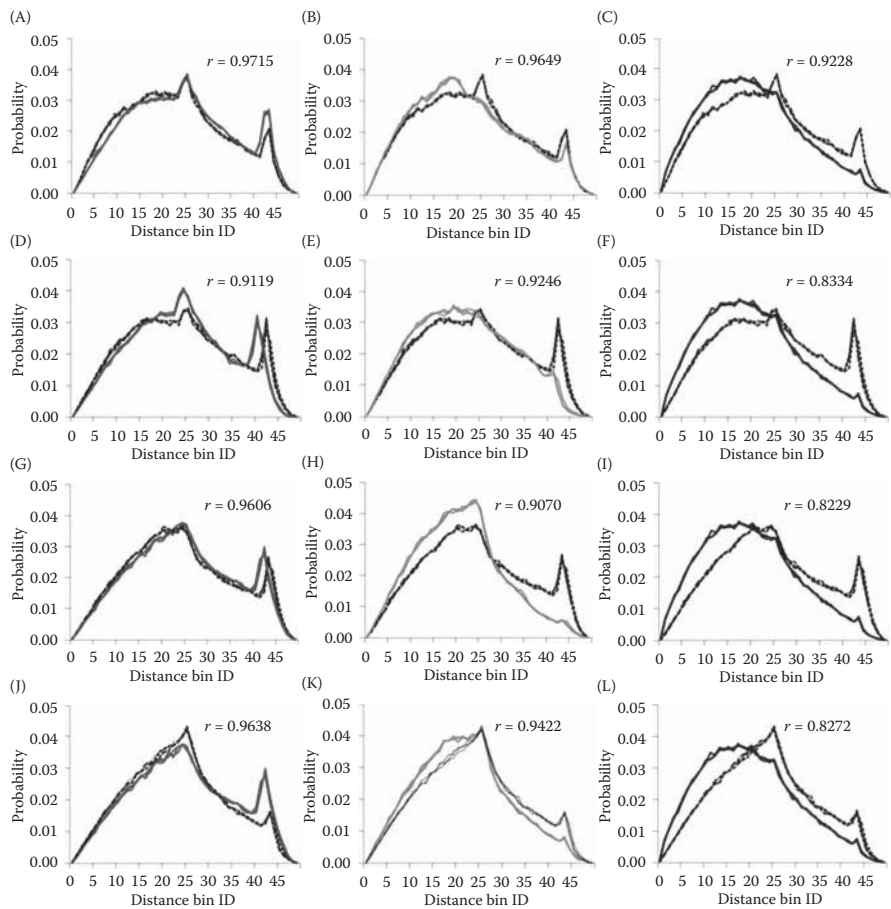 (A) (B) (C)
0.05 0.05 0.05
r = 0.9715 r = 0.9649 r = 0.9228
0.04 0.04 0.04
0.03 0.03 0.03
0.02 0.02 0.02
0.01 0.01 0.01
0.00 0.00 0.00
Probability Probability Probability
0 5 10 15 20 25 30 35 40 45 0 5 10 15 20 25 30 35 40 45 0 5 10 15 20 25 30 35 40 45
Distance bin ID Distance bin ID Distance bin ID
(D) (E) (F)
0.05 0.05 0.05
r = 0.9119 r = 0.9246 r = 0.8334
0.04 0.04 0.04
0.03 0.03 0.03
0.02 0.02 0.02
0.01 0.01 0.01
0.00 0.00 0.00
Probability Probability Probability
0 5 10 15 20 25 30 35 40 45 0 5 10 15 20 25 30 35 40 45 0 5 10 15 20 25 30 35 40 45
Distance bin ID Distance bin ID Distance bin ID
(G) (H) (I)
0.05 0.05 0.05
r = 0.9606 r = 0.9070 r = 0.8229
0.04 0.04 0.04
0.03 0.03 0.03
0.02 0.02 0.02
0.01 0.01 0.01
0.00 0.00 0.00
Probability Probability Probability
0 5 10 15 20 25 30 35 40 45 0 5 10 15 20 25 30 35 40 45 0 5 10 15 20 25 30 35 40 45
Distance bin ID Distance bin ID Distance bin ID
(J) (K) (L)
0.05 0.05 0.05
r = 0.9638 r = 0.9422 r = 0.8272
0.04 0.04 0.04
0.03 0.03 0.03
0.02 0.02 0.02
0.01 0.01 0.01
0.00 0.00 0.00
Probability Probability Probability
0 5 10 15 20 25 30 35 40 45 0 5 10 15 20 25 30 35 40 45 0 5 10 15 20 25 30 35 40 45
Distance bin ID Distance bin ID Distance bin ID